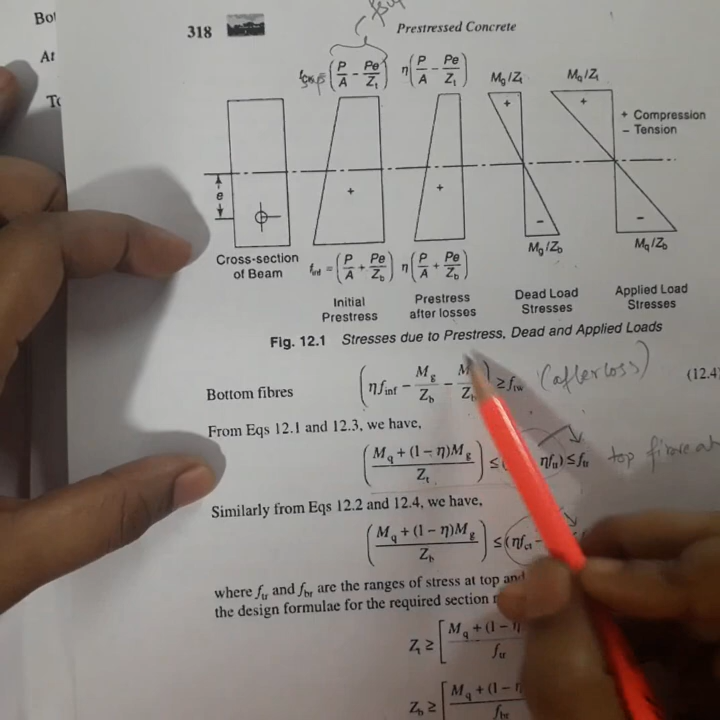 Bo
At
To
318
Prestressed Concrete
(P/A - Pe/Z_t) η(P/A - Pe/Z_t)
M_g/Z_t
M_q/Z_t
+ Compression
- Tension
e
+
+
+
+
-
-
M_g/Z_b
M_q/Z_b
Cross-section
of Beam
f_inf = (P/A + Pe/Z_b) η(P/A + Pe/Z_b)
Initial
Prestress
Prestress
after losses
Dead Load
Stresses
Applied Load
Stresses
Fig. 12.1 Stresses due to Prestress, Dead and Applied Loads
Bottom fibres (ηf_inf - M_g/Z_b - M/Z) ≥ f_tw (after loss) (12.4
From Eqs 12.1 and 12.3, we have,
((M_q + (1 - η)M_g)/Z_t) ≤ ( ηf_tt) ≤ f_tr top fibre at
Similarly from Eqs 12.2 and 12.4, we have,
((M_q + (1 - η)M_g)/Z_b) ≤ (ηf_ct -
where f_tr and f_br are the ranges of stress at top and
the design formulae for the required section
Z_t ≥ [(M_q + (1 - η)/f_tr
Z_b ≥ [(M_q + (1 - η)/f_br